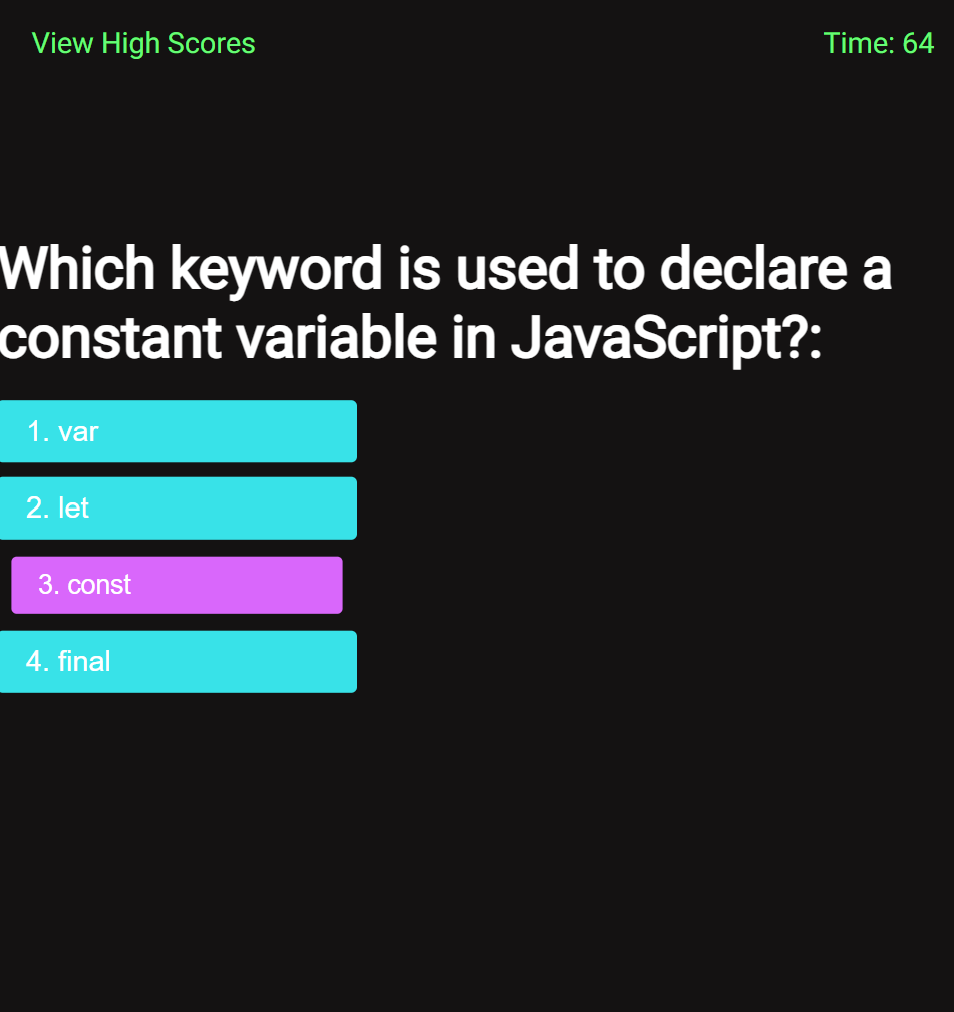 View High Scores
Time: 64
Which keyword is used to declare a
constant variable in JavaScript?:
1. var
2. let
3. const
4. final